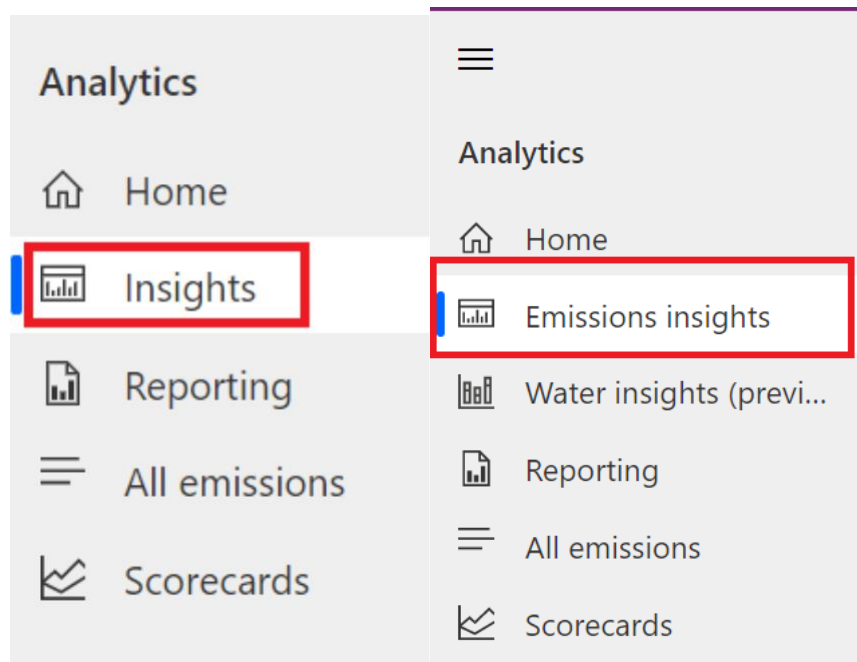 Analytics
Home
Insights
Reporting
All emissions
Scorecards
Analytics
Home
Emissions insights
Water insights (previ...
Reporting
All emissions
Scorecards